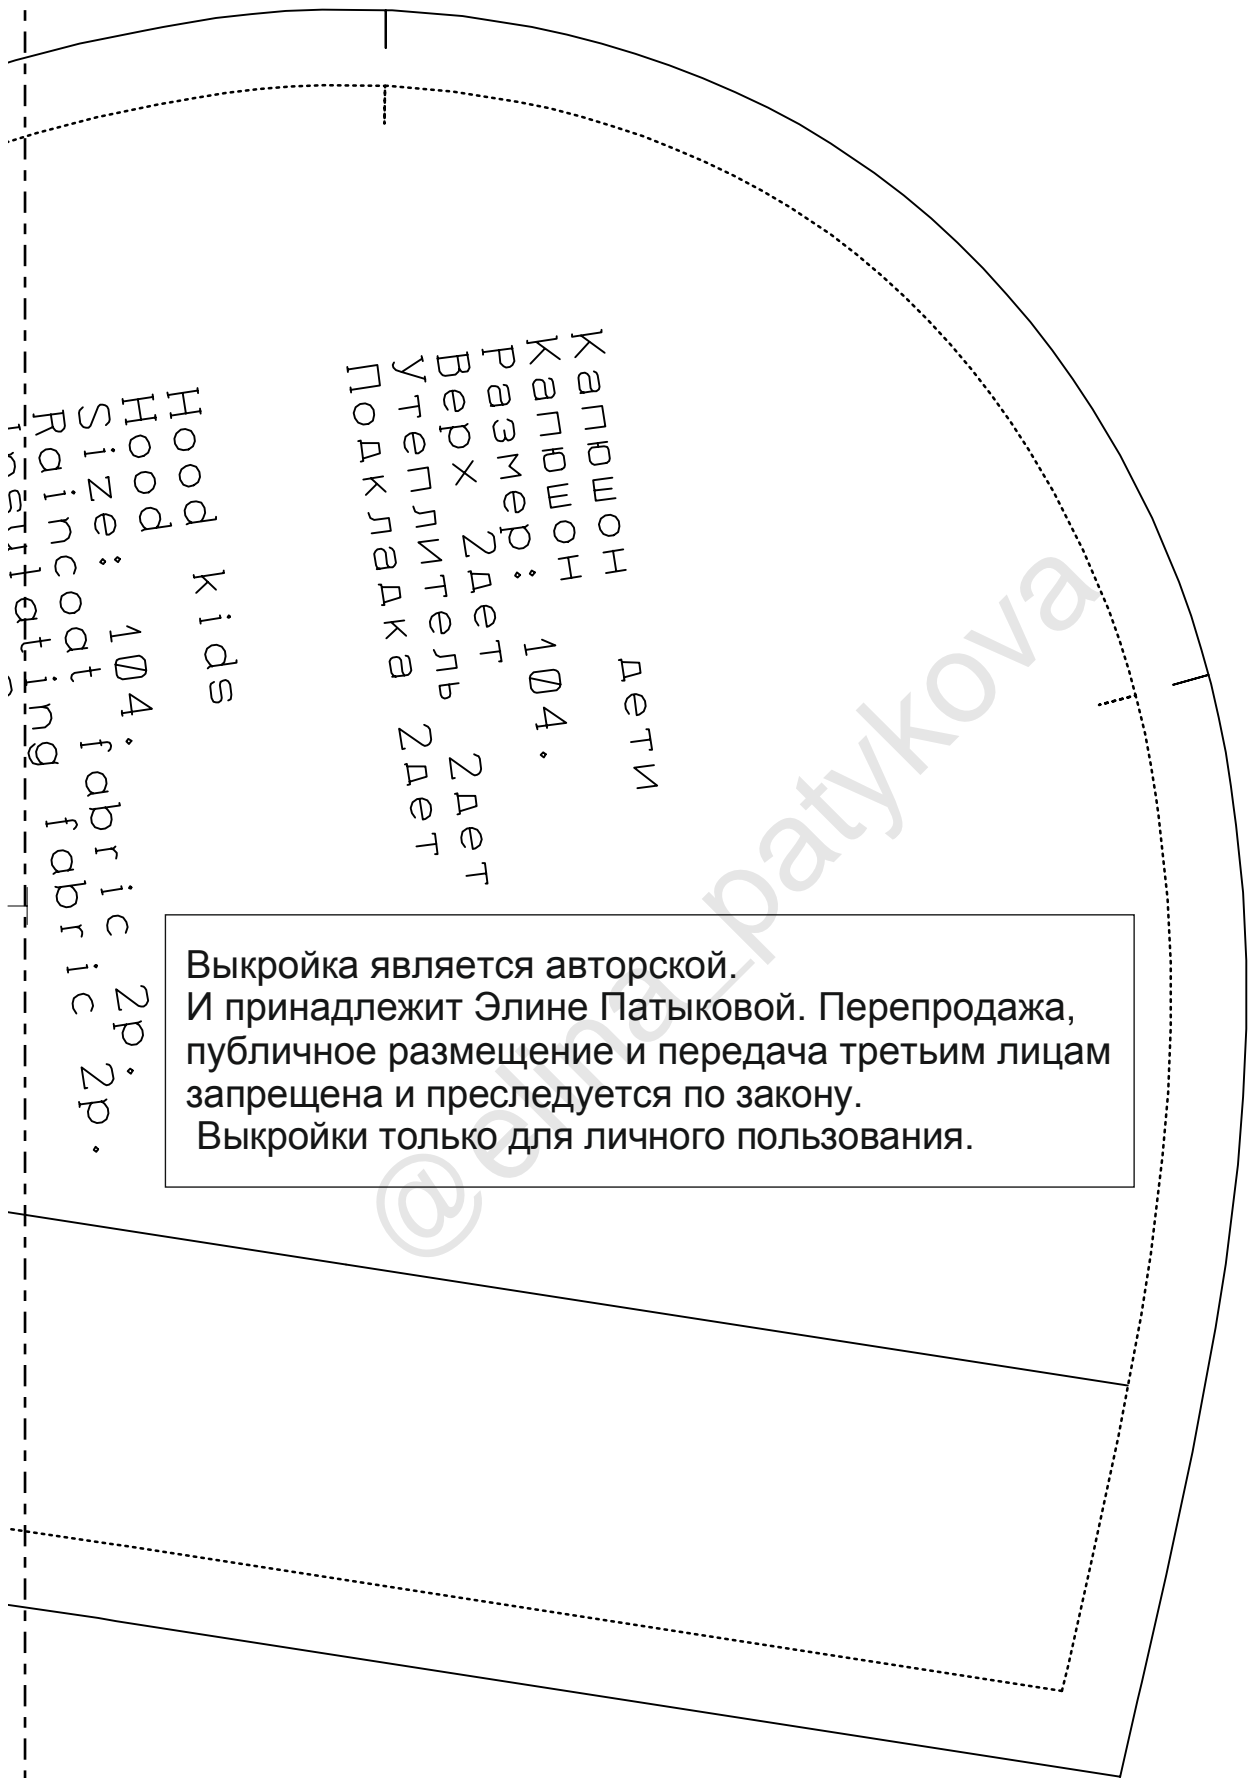 Капюшон дети
Капюшон
Размер: 104.
Верх 2дет
Утеплитель 2дет
Подкладка 2дет
Hood kids
Hood
Size: 104.
Raincoat fabric 2p.
Insulating fabric 2p.
Выкройка является авторской.
И принадлежит Элине Патыковой. Перепродажа,
публичное размещение и передача третьим лицам
запрещена и преследуется по закону.
Выкройки только для личного пользования.
@elina_patykova